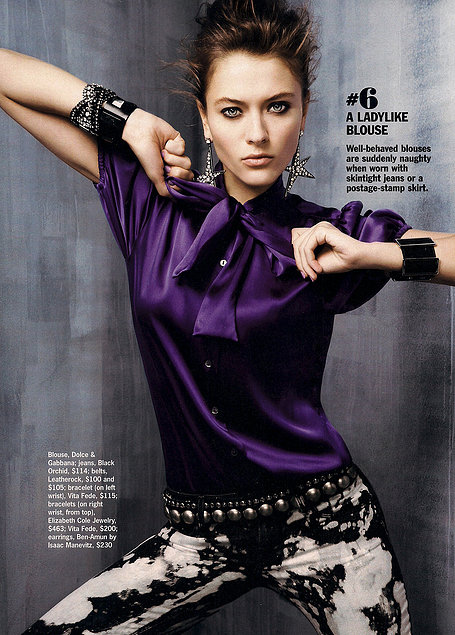 #6
A LADYLIKE
BLOUSE
Well-behaved blouses
are suddenly naughty
when worn with
skintight jeans or a
postage-stamp skirt.
Blouse, Dolce &
Gabbana; jeans, Black
Orchid, $114; belts,
Leatherock, $100 and
$105; bracelet (on left
wrist), Vita Fede, $115;
bracelets (on right
wrist, from top),
Elizabeth Cole Jewelry,
$463; Vita Fede, $200;
earrings, Ben-Amun by
Isaac Manevitz, $230